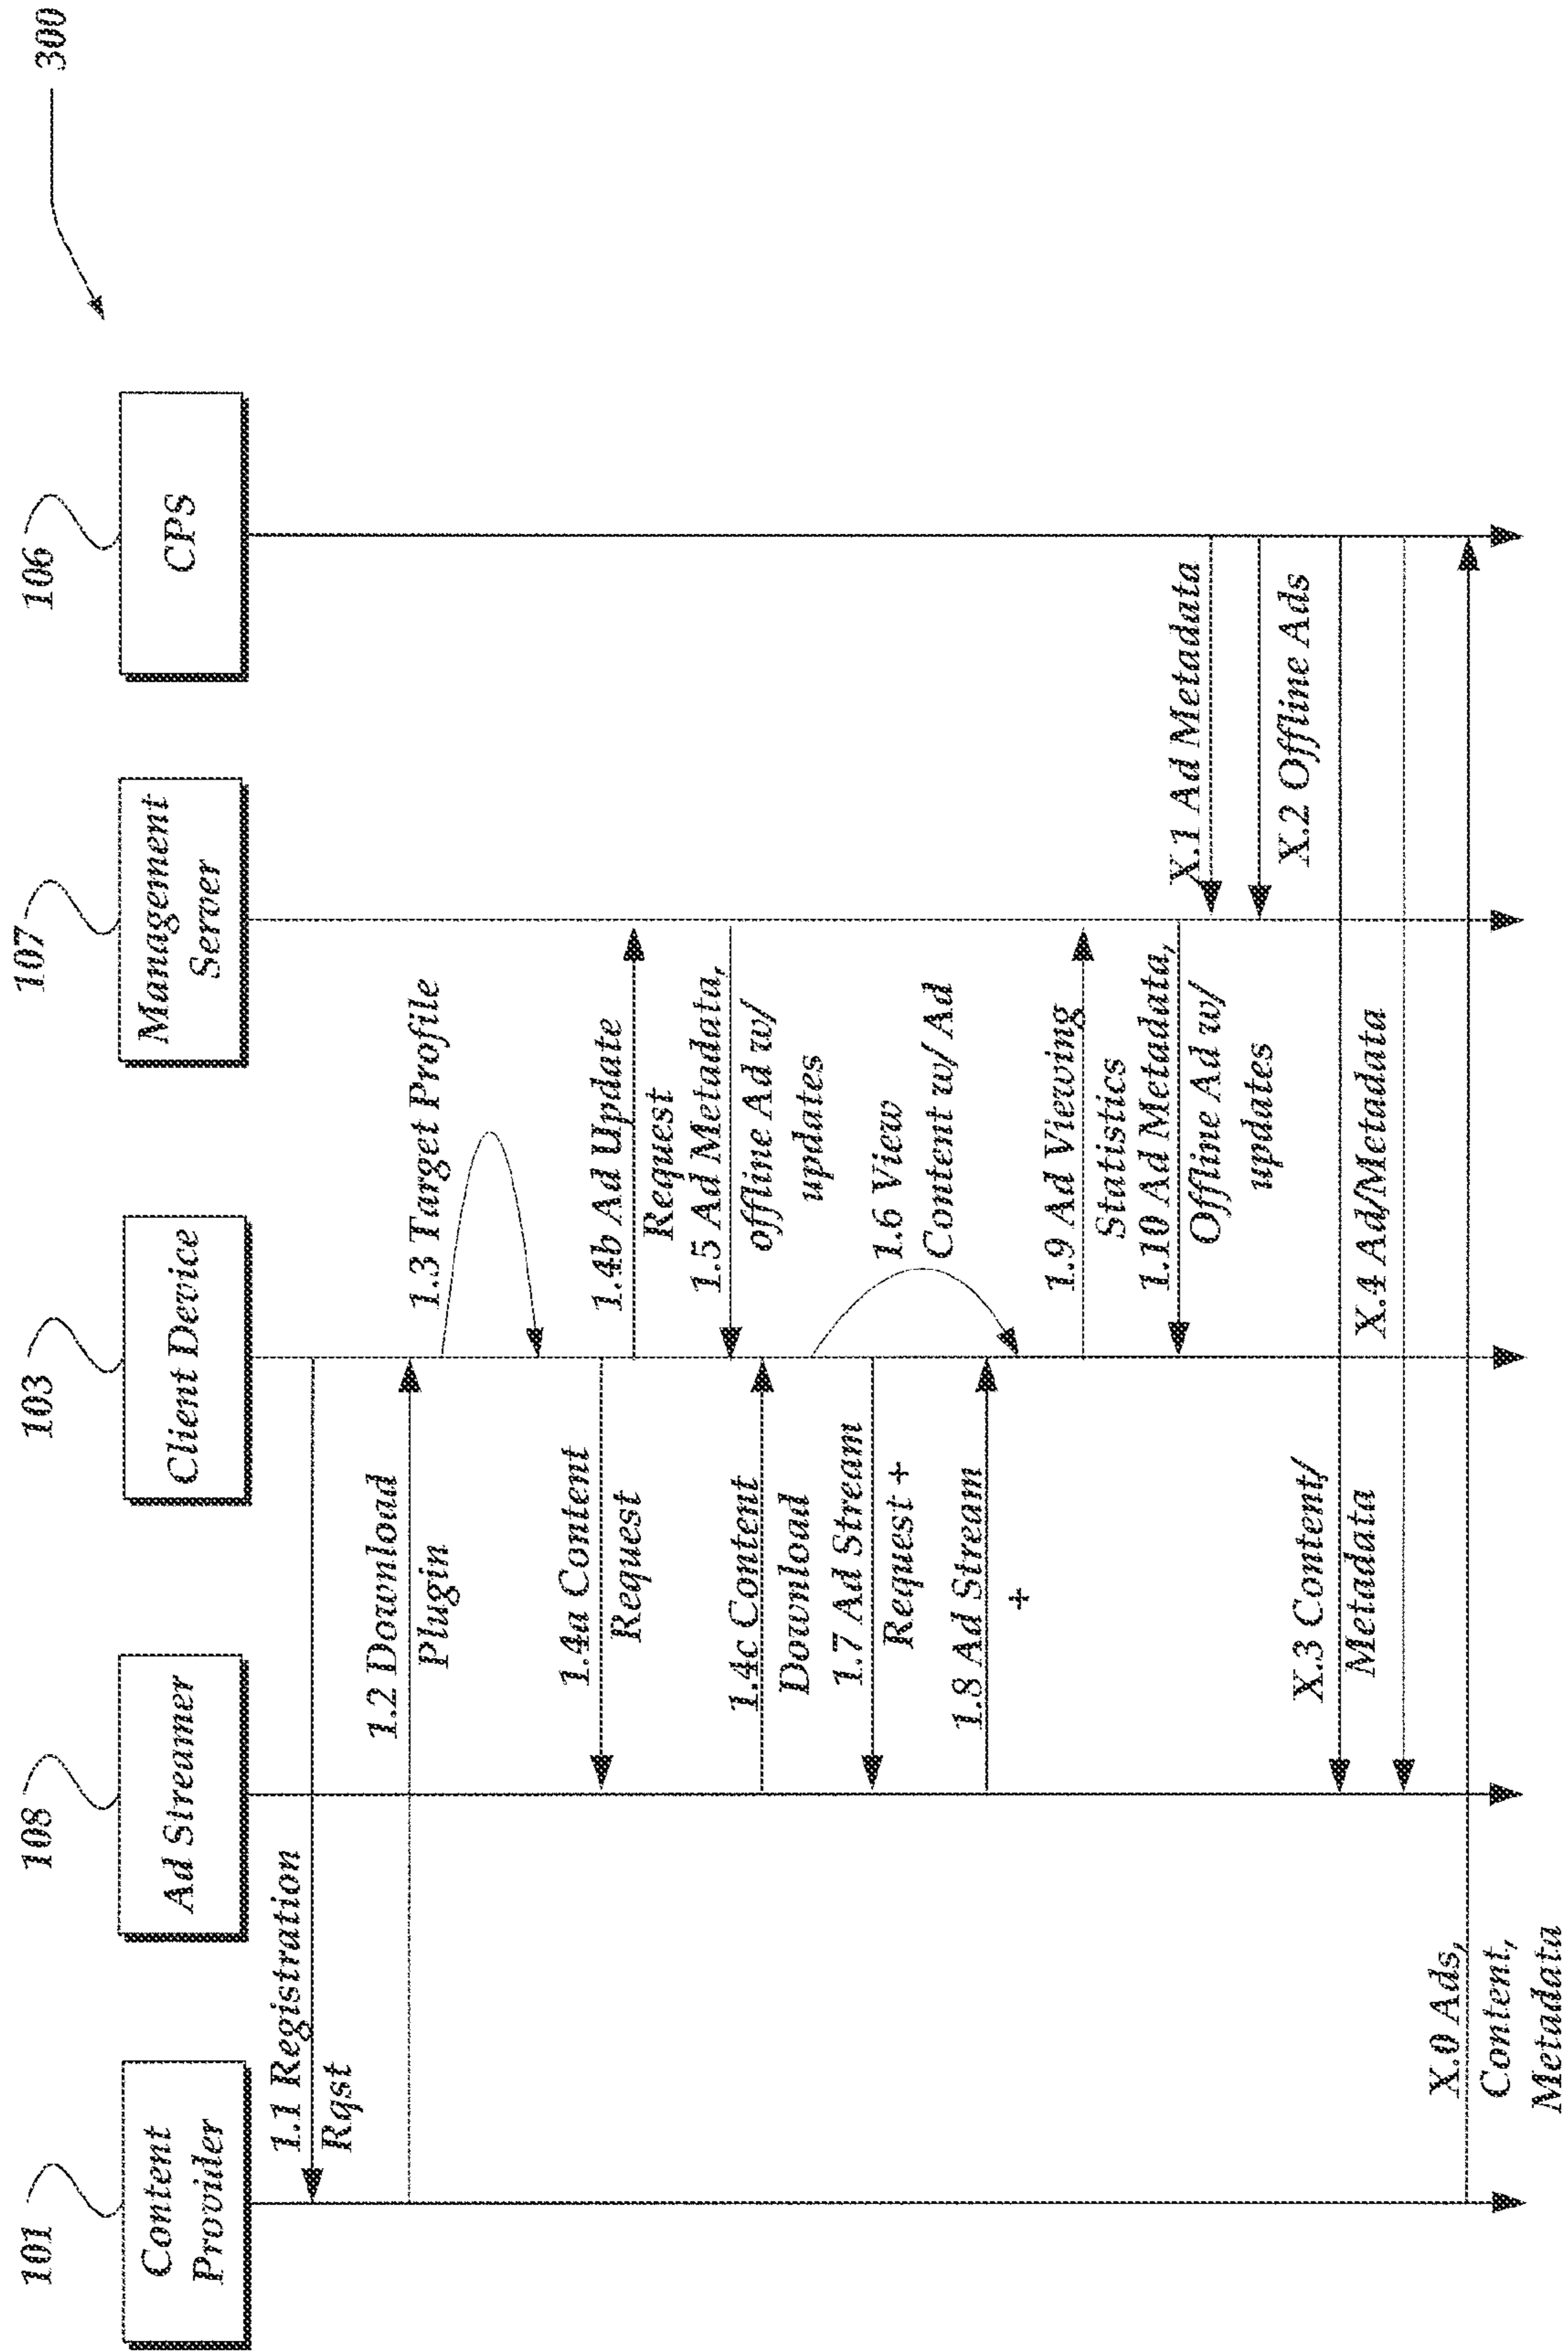 300
101
108
103
107
106
Content
Provider
Ad Streamer
Client Device
Management
Server
CPS
1.1 Registration
Rqst
1.2 Download
Plugin
1.3 Target Profile
1.4a Content
Request
1.4b Ad Update
Request
1.5 Ad Metadata,
offline Ad w/
updates
1.4c Content
Download
1.6 View
Content w/ Ad
1.7 Ad Stream
Request +
1.8 Ad Stream
+
1.9 Ad Viewing
Statistics
1.10 Ad Metadata,
Offline Ad w/
updates
X.1 Ad Metadata
X.2 Offline Ads
X.3 Content/
Metadata
X.4 Ad/Metadata
X.0 Ads,
Content,
Metadata